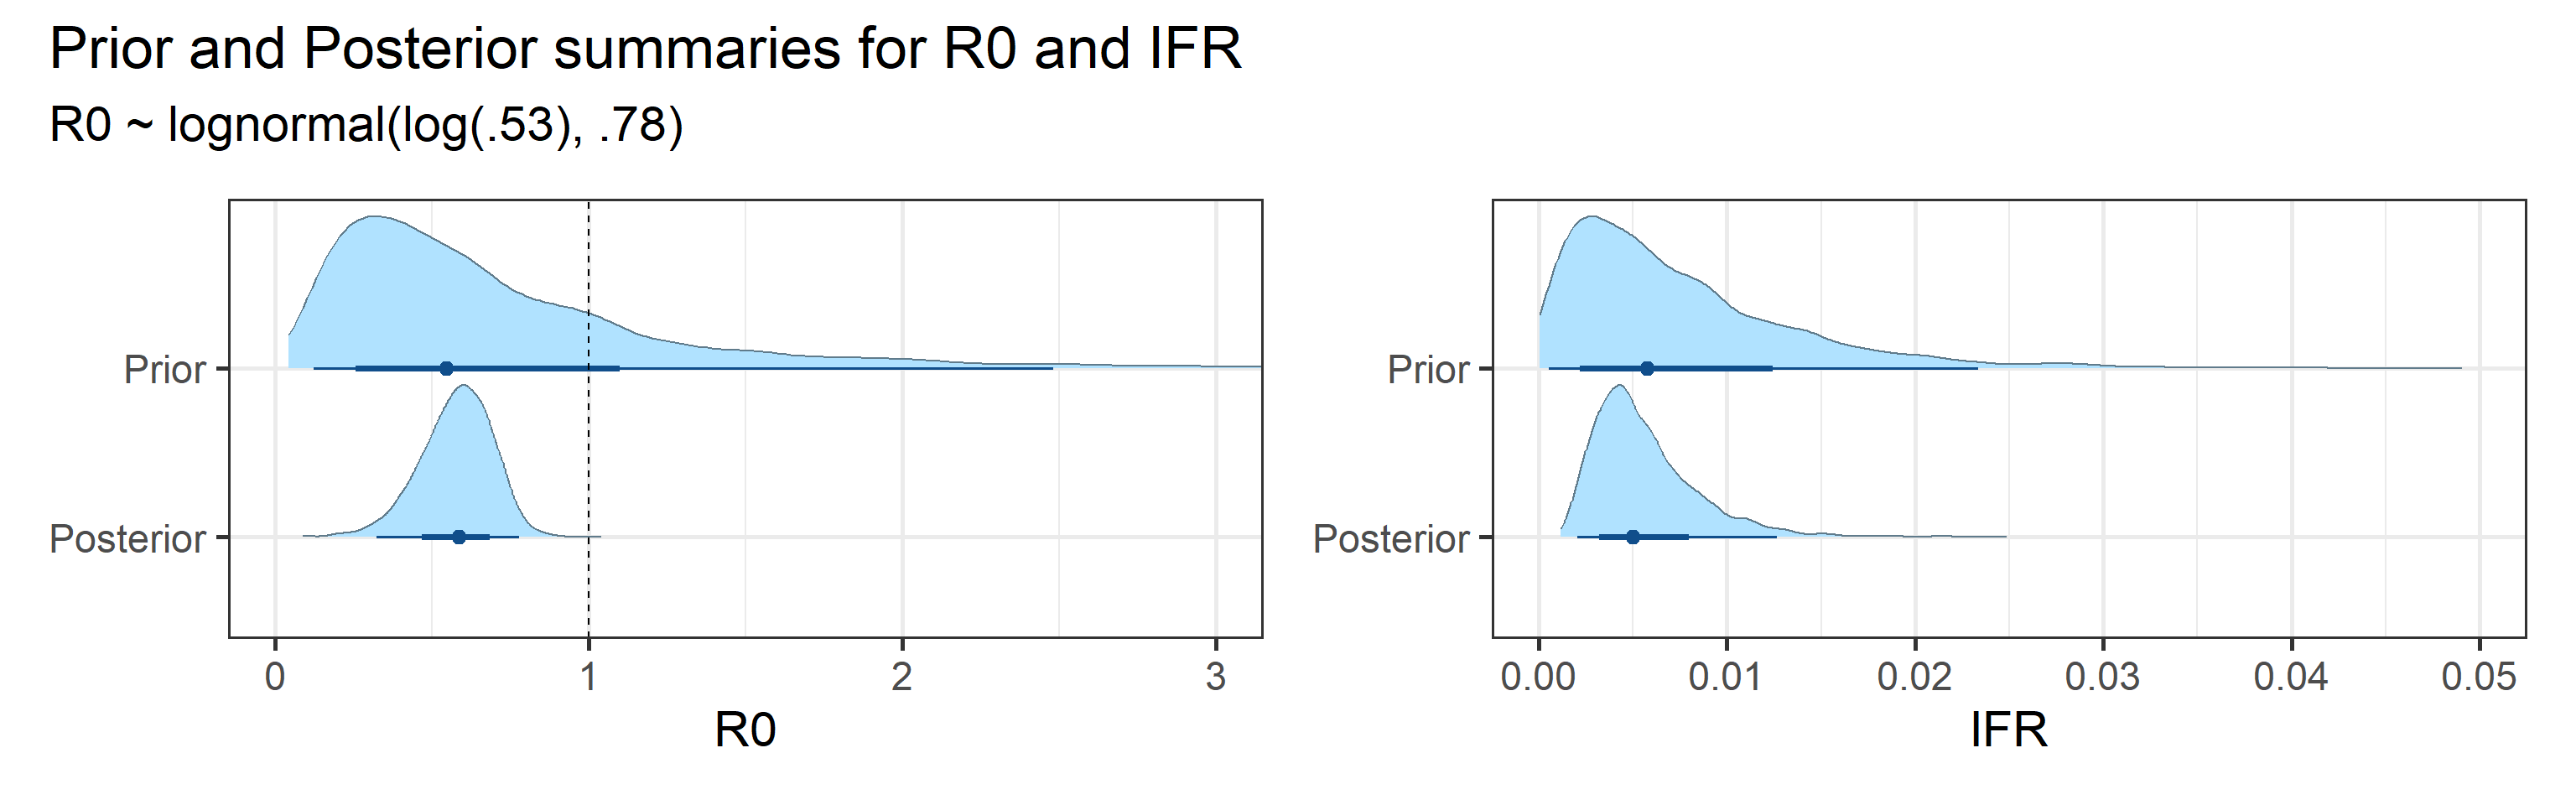 Prior and Posterior summaries for R0 and IFR
R0 ~ lognormal(log(.53), .78)
Prior
Posterior
0 1 2 3
R0
Prior
Posterior
0.00 0.01 0.02 0.03 0.04 0.05
IFR